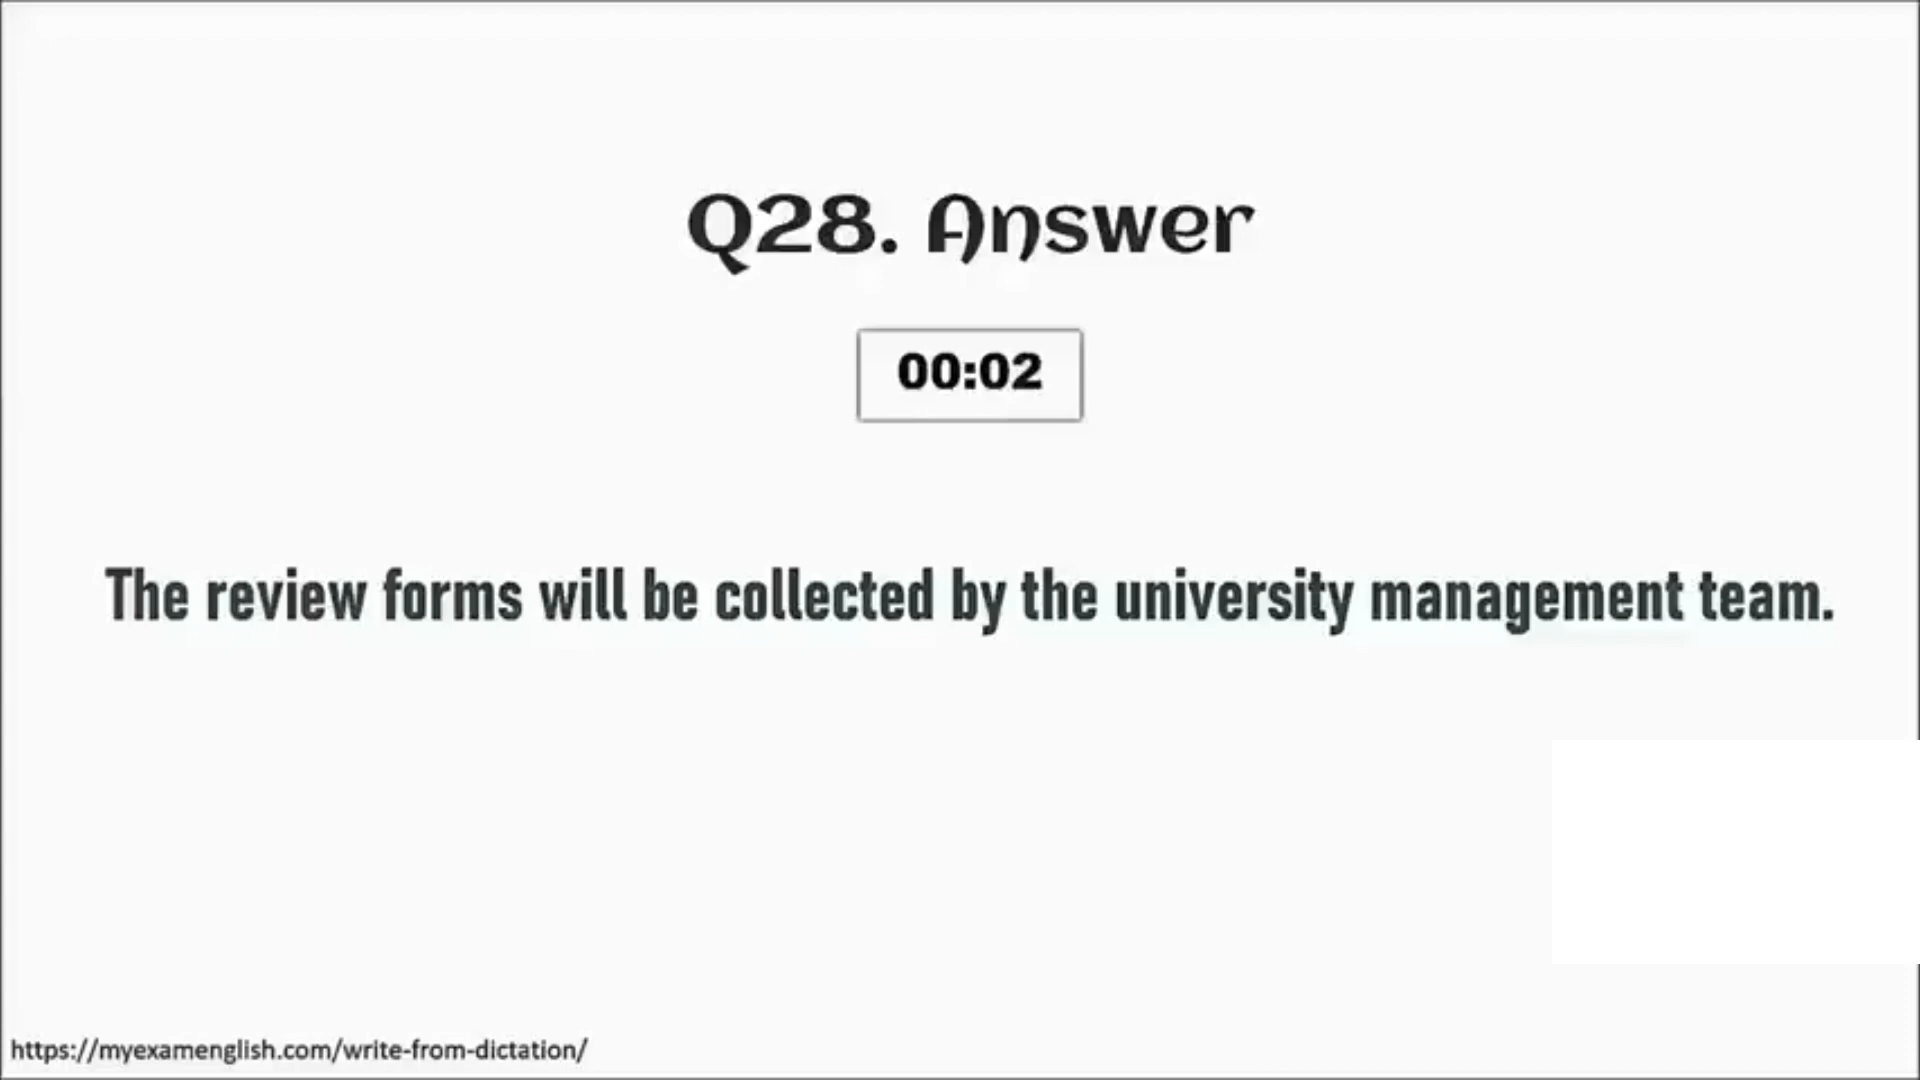 Q28. Answer
00:02
The review forms will be collected by the university management team.
https://myexamenglish.com/write-from-dictation/